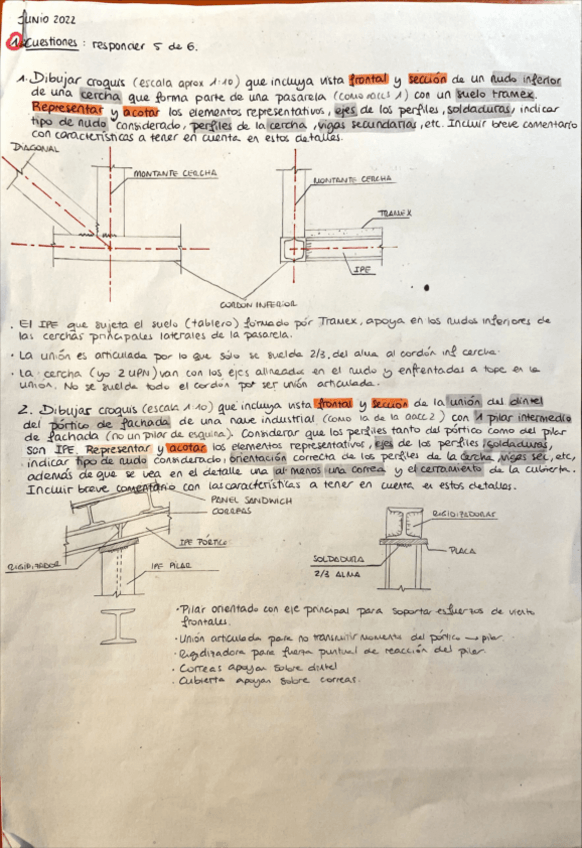 JUNIO 2022
1. Cuestiones: responder 5 de 6.
1. Dibujar croquis (escala aprox 1:10) que incluya vista frontal y sección de un nudo inferior
de una cercha que forma parte de una pasarela (como 1) con un suelo tramex.
Representar y acotar los elementos representativos, ejes de los perfiles, soldaduras, indicar
tipo de nudo considerado, perfiles de la cercha, vigas secundarias, etc. Incluir breve comentario
con características a tener en cuenta en estos detalles.
DIAGONAL
MONTANTE CERCHA
MONTANTE CERCHA
TRAMEX
IPE
CORDON INFERIOR
· El IPE que sujeta el suelo (tablero) formado por Tramex, apoya en los nudos inferiores de
las cerchas principales laterales de la pasarela.
· La unión es articulada por lo que sólo se suelda 2/3 del alma al cordón inf cercha.
· La cercha (yo 2 UPN) van con los ejes alineados en el nudo y enfrentados a tope en la
unión. No se suelda todo el cordón por ser unión articulada.
2. Dibujas croquis (escala 1:10) que incluya vista frontal y sección de la unión del dintel
del pórtico de fachada de una nave industrial (como la de la aacc2) con 1 pilar intermedio
de fachada (no un pilar de esquina). Considerar que los perfiles tanto del pórtico como del pilar
son IPE. Representar y acotar los elementos representativos, ejes de los perfiles, soldaduras,
indicar tipo de nudo considerado, orientación correcta de los perfiles de la cercha, vigas sec, etc,
además de que se vea en el detalle una al menos una correa y el cerramiento de la cubierta.
Incluir breve comentario con las características a tener en cuenta en estos detalles.
PANEL SANDWICH
CORREAS
IPE PÓRTICO
RIGIDIZADOR
IPE PILAR
RIGIDIZADORAS
SOLDADURA
2/3 ALMA
PLACA
· Pilar orientado con eje principal para soportar esfuerzos de viento
frontales.
· Unión articulada para no transmitir momento del pórtico → pilar.
· Rigidizadora para fuerza puntual de reacción del pilar.
· Correas apoyan sobre dintel
· Cubierta apoyan sobre correas.